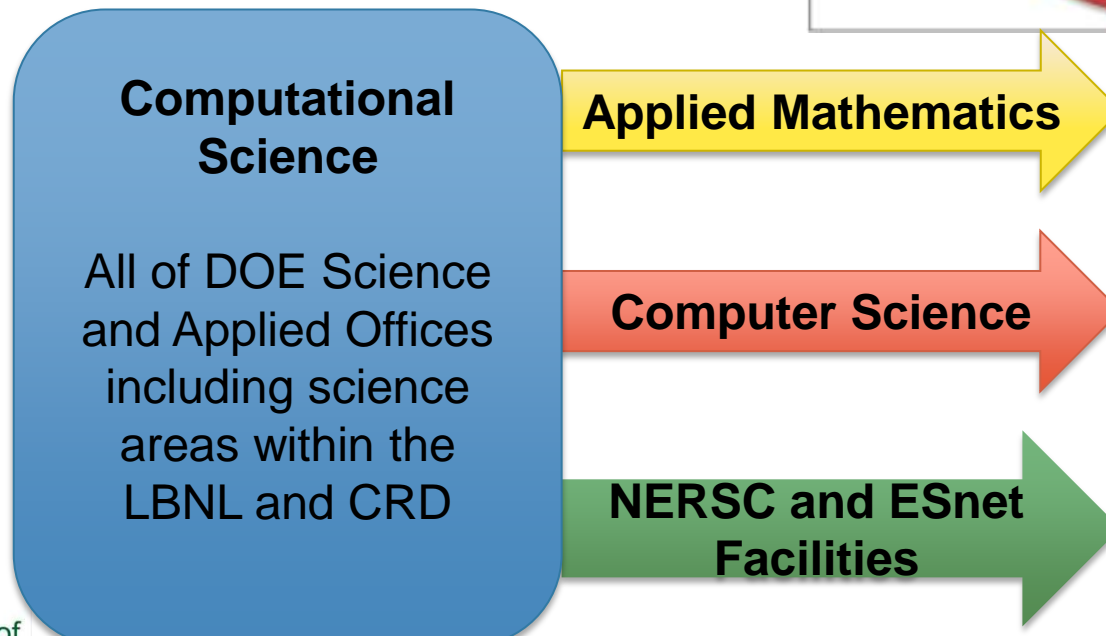 Computational
Science
All of DOE Science
and Applied Offices
including science
areas within the
LBNL and CRD
Applied Mathematics
Computer Science
NERSC and ESnet
Facilities
of